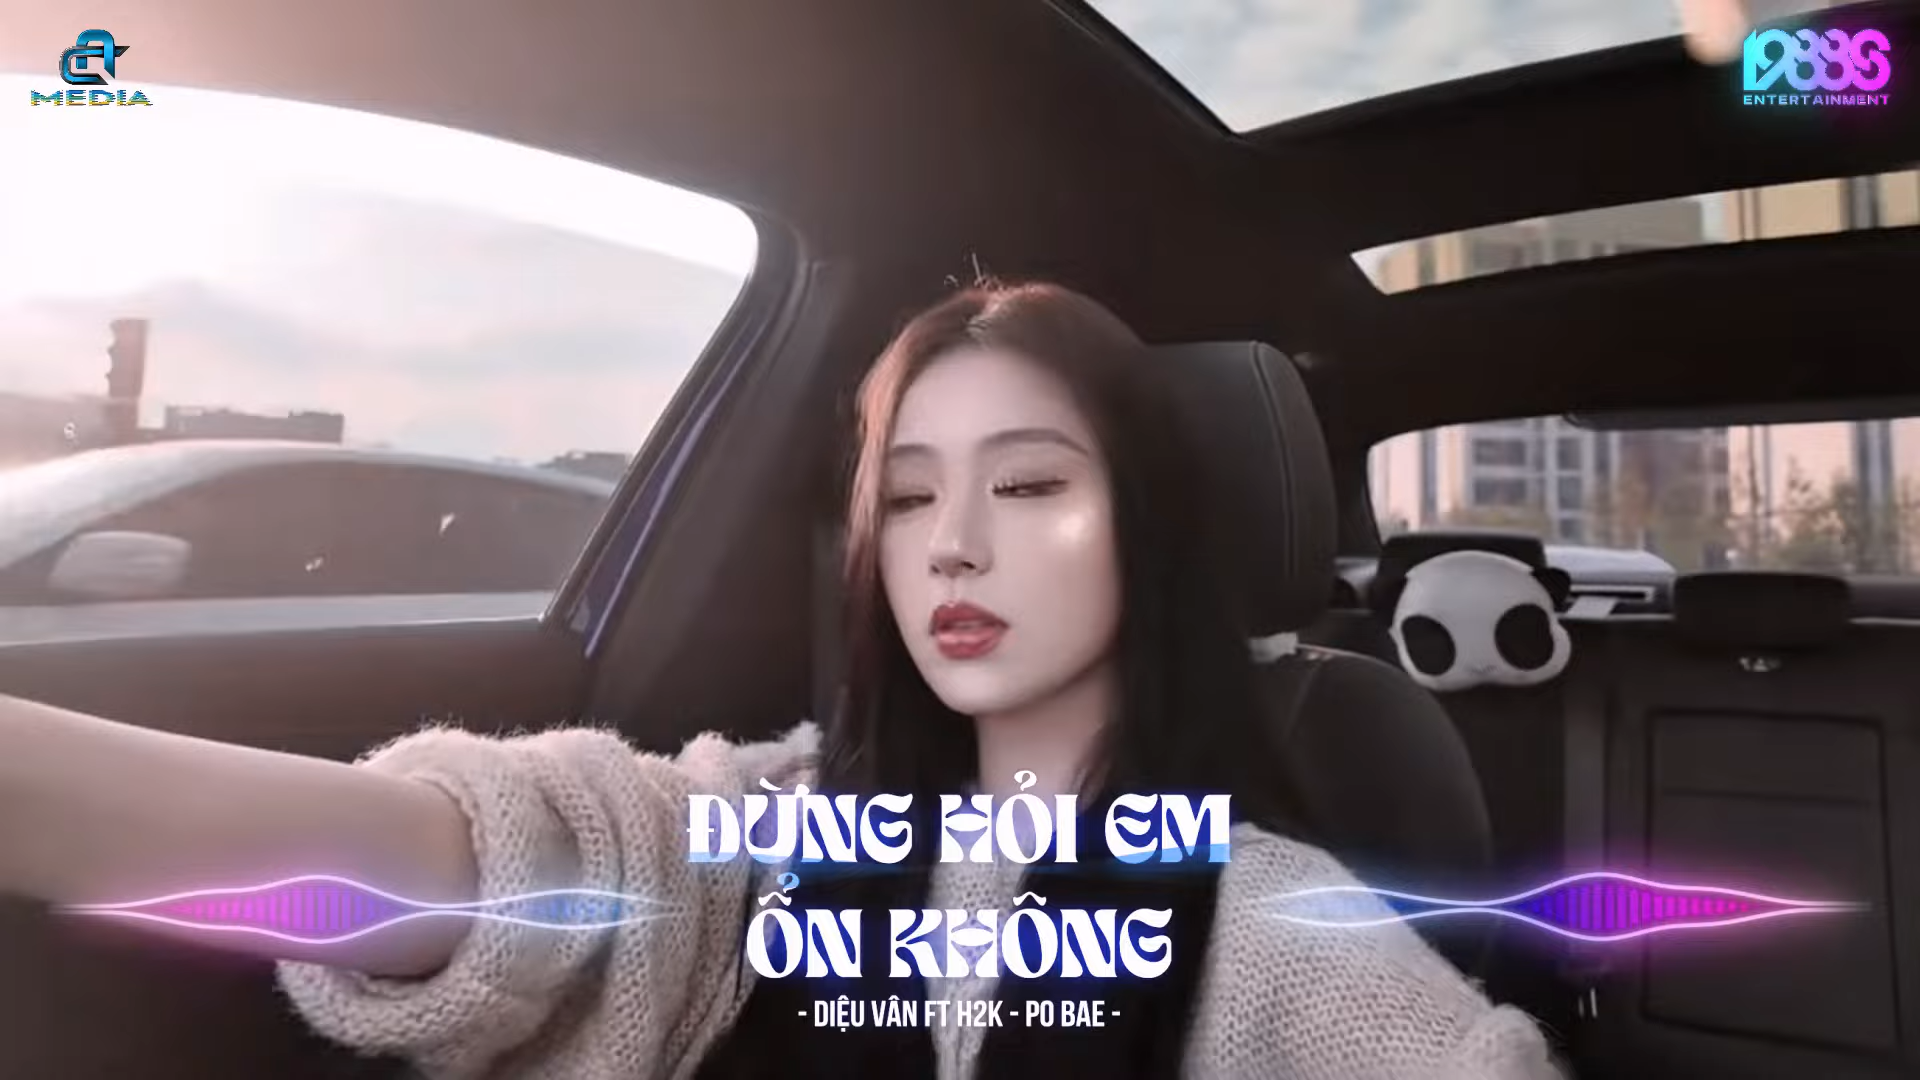 MEDIA
1988S
ENTERTAINMENT
ĐỪNG HỎI EM
ỔN KHÔNG
- DIỆU VÂN FT H2K - PO BAE -